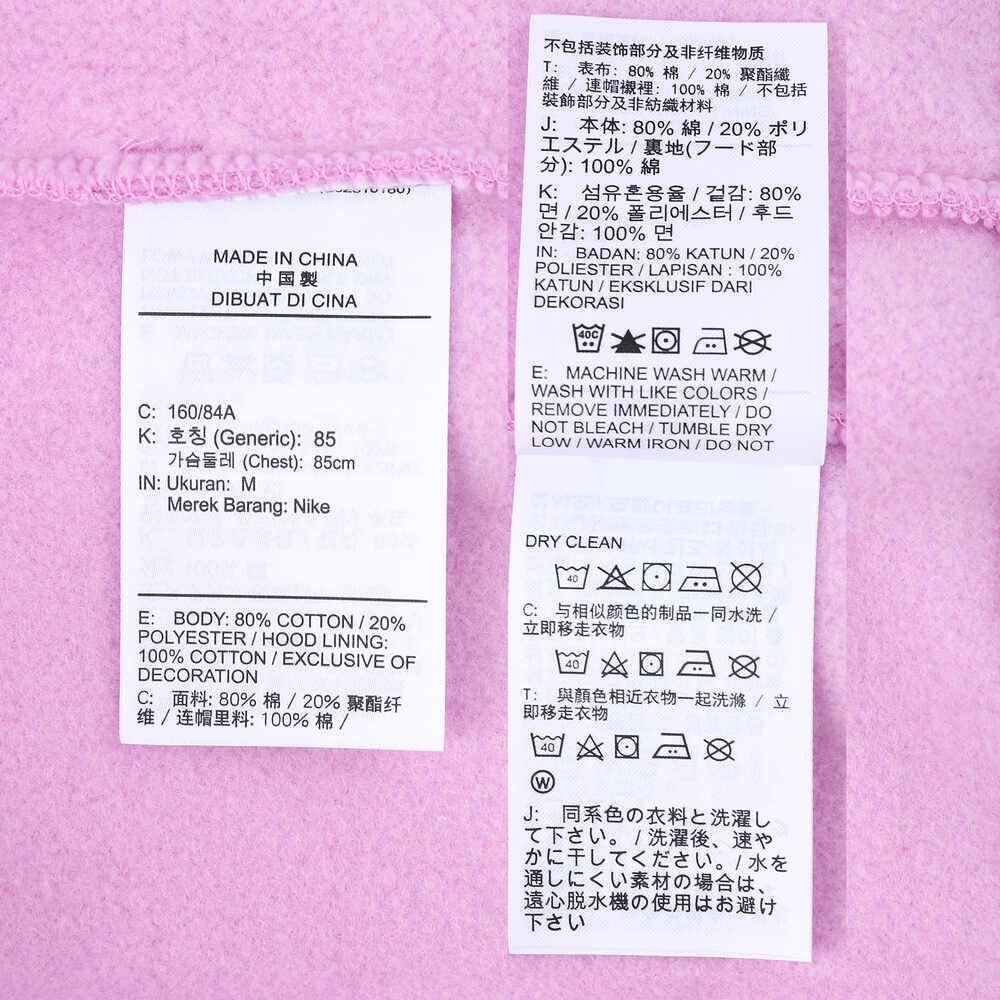 MADE IN CHINA
中国製
DIBUAT DI CINA
C: 160/84A
K: 호칭 (Generic): 85
가슴둘레 (Chest): 85cm
IN: Ukuran: M
Merek Barang: Nike
E: BODY: 80% COTTON / 20%
POLYESTER / HOOD LINING:
100% COTTON / EXCLUSIVE OF
DECORATION
C: 面料: 80% 棉 / 20% 聚酯纤
维 / 连帽里料: 100% 棉 /
不包括装饰部分及非纤维物质
T: 表布: 80% 棉 / 20% 聚酯纖
維 / 連帽襯裡: 100% 棉 / 不包括
裝飾部分及非紡織材料
J: 本体: 80% 綿 / 20% ポリ
エステル / 裏地(フード部
分): 100% 綿
K: 섬유혼용율 / 겉감: 80%
면 / 20% 폴리에스터 / 후드
안감: 100% 면
IN: BADAN: 80% KATUN / 20%
POLIESTER / LAPISAN : 100%
KATUN / EKSKLUSIF DARI
DEKORASI
40C
E: MACHINE WASH WARM /
WASH WITH LIKE COLORS /
REMOVE IMMEDIATELY / DO
NOT BLEACH / TUMBLE DRY
LOW / WARM IRON / DO NOT
DRY CLEAN
40
C: 与相似颜色的制品一同水洗 /
立即移走衣物
40
T: 與顏色相近衣物一起洗滌 / 立
即移走衣物
40
W
J: 同系色の衣料と洗濯し
て下さい。 / 洗濯後、速や
かに干してください。 / 水を
通しにくい素材の場合は、
遠心脱水機の使用はお避け
下さい